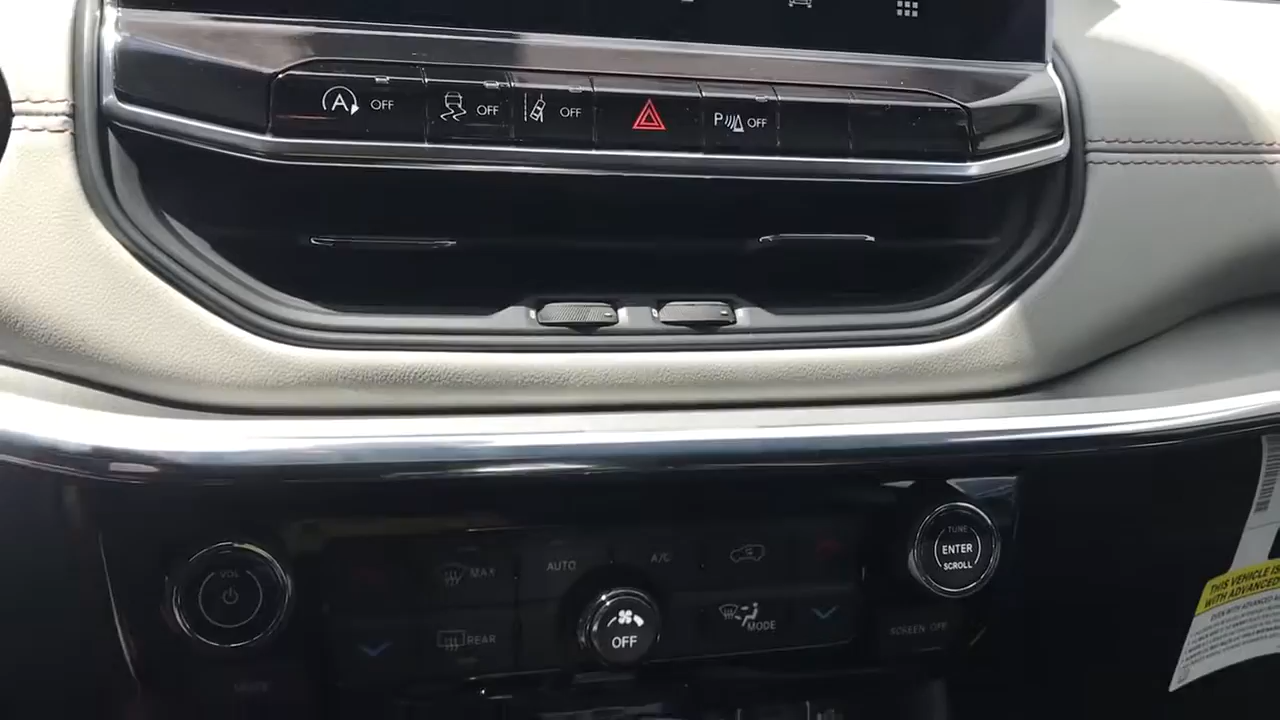 A OFF
OFF
OFF
P OFF
VOL
MAX
AUTO
A/C
TUNE
ENTER
SCROLL
REAR
OFF
MODE
SCREEN OFF
THIS VEHICLE IS
WITH ADVANCED